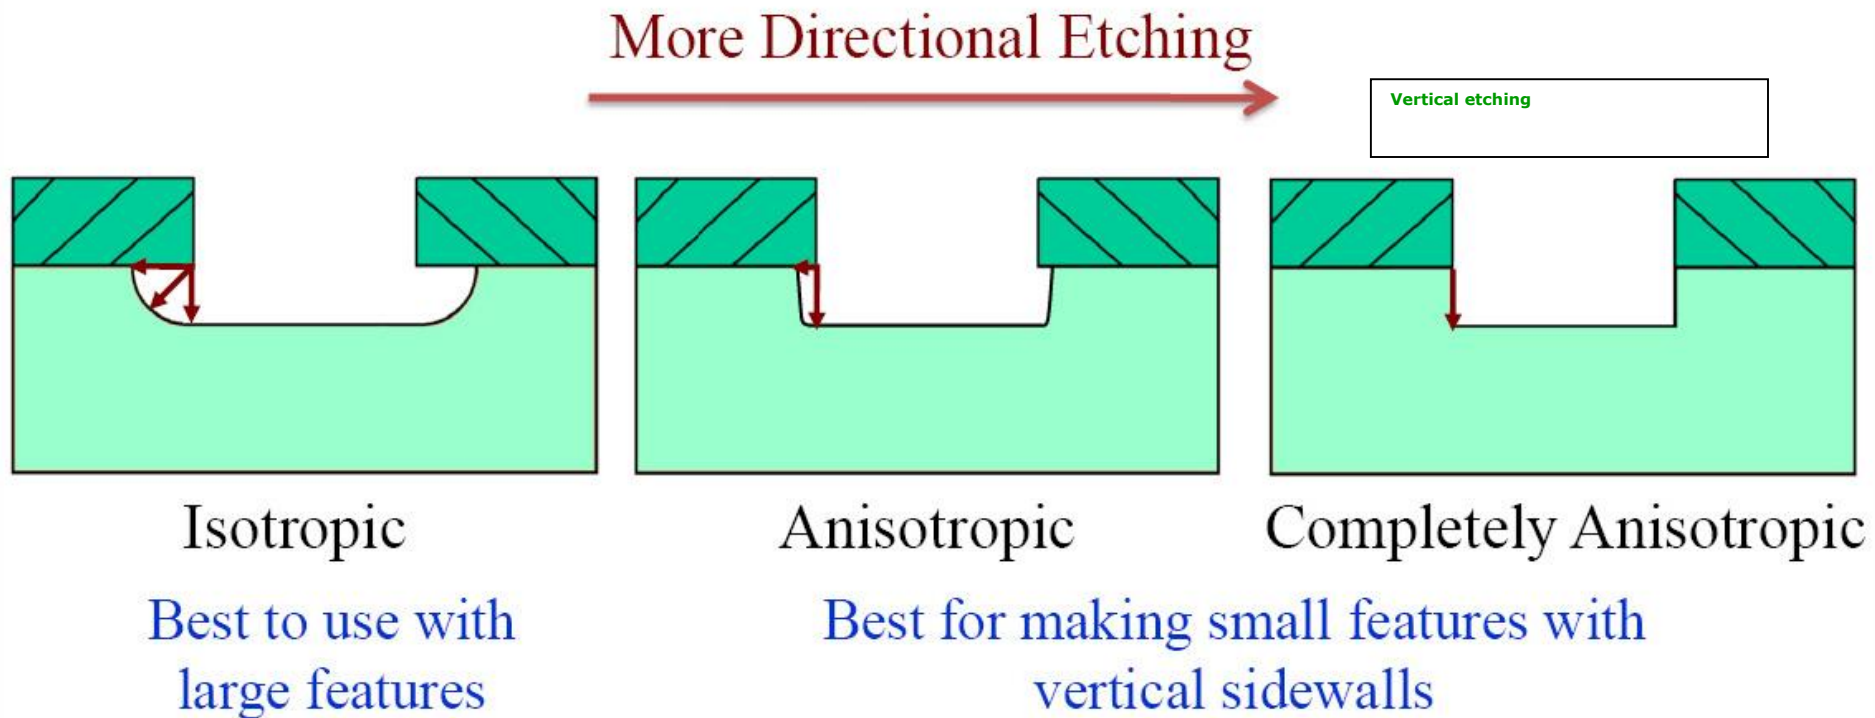 More Directional Etching
Vertical etching
Isotropic
Anisotropic
Completely Anisotropic
Best to use with
large features
Best for making small features with
vertical sidewalls